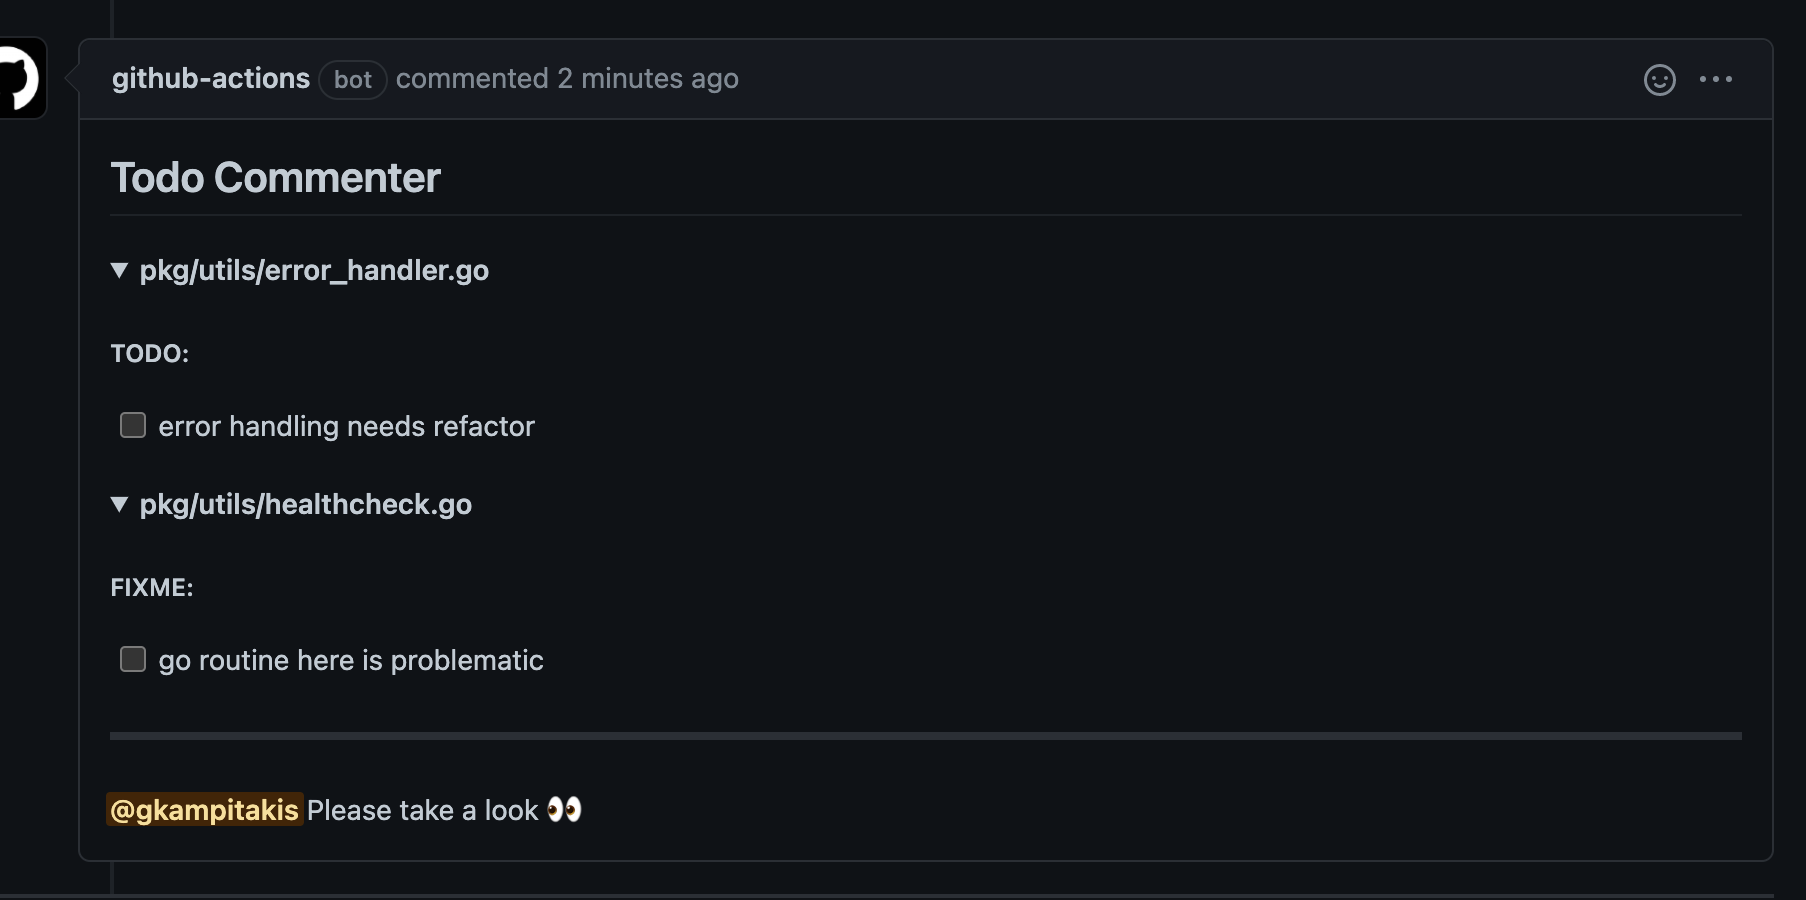 github-actions bot commented 2 minutes ago
Todo Commenter
pkg/utils/error_handler.go
TODO:
error handling needs refactor
pkg/utils/healthcheck.go
FIXME:
go routine here is problematic
@gkampitakis Please take a look 👀